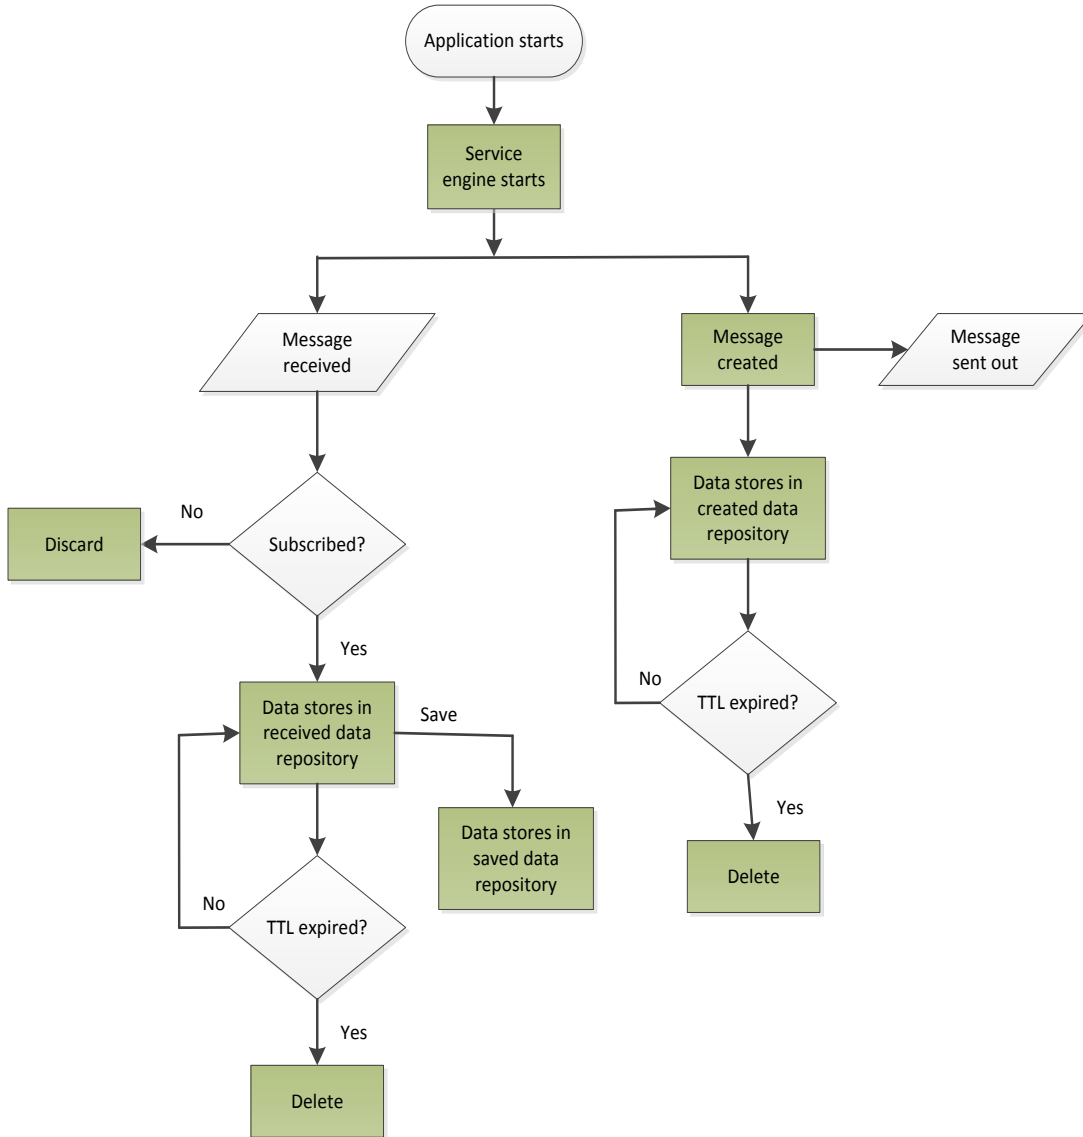 Application starts
Service
engine starts
Message
received
Message
created
Message
sent out
No
Discard
Subscribed?
Data stores in
created data
repository
Yes
No
TTL expired?
Data stores in
received data
repository
Save
Yes
Data stores in
saved data
repository
Delete
No
TTL expired?
Yes
Delete